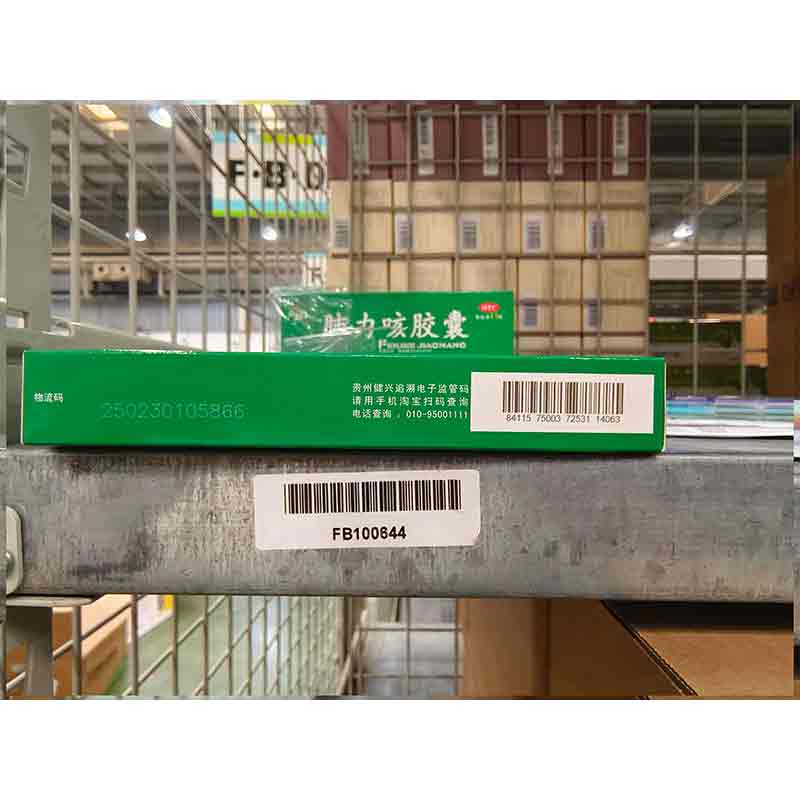 F·B·D
力咳胶囊
FEILIKE JIAONANG
物流码
250230105866
贵州健兴追溯电子监管码
请用手机淘宝扫码查询
电话查询：010-95001111
84115 75003 72531 14063
FB100644